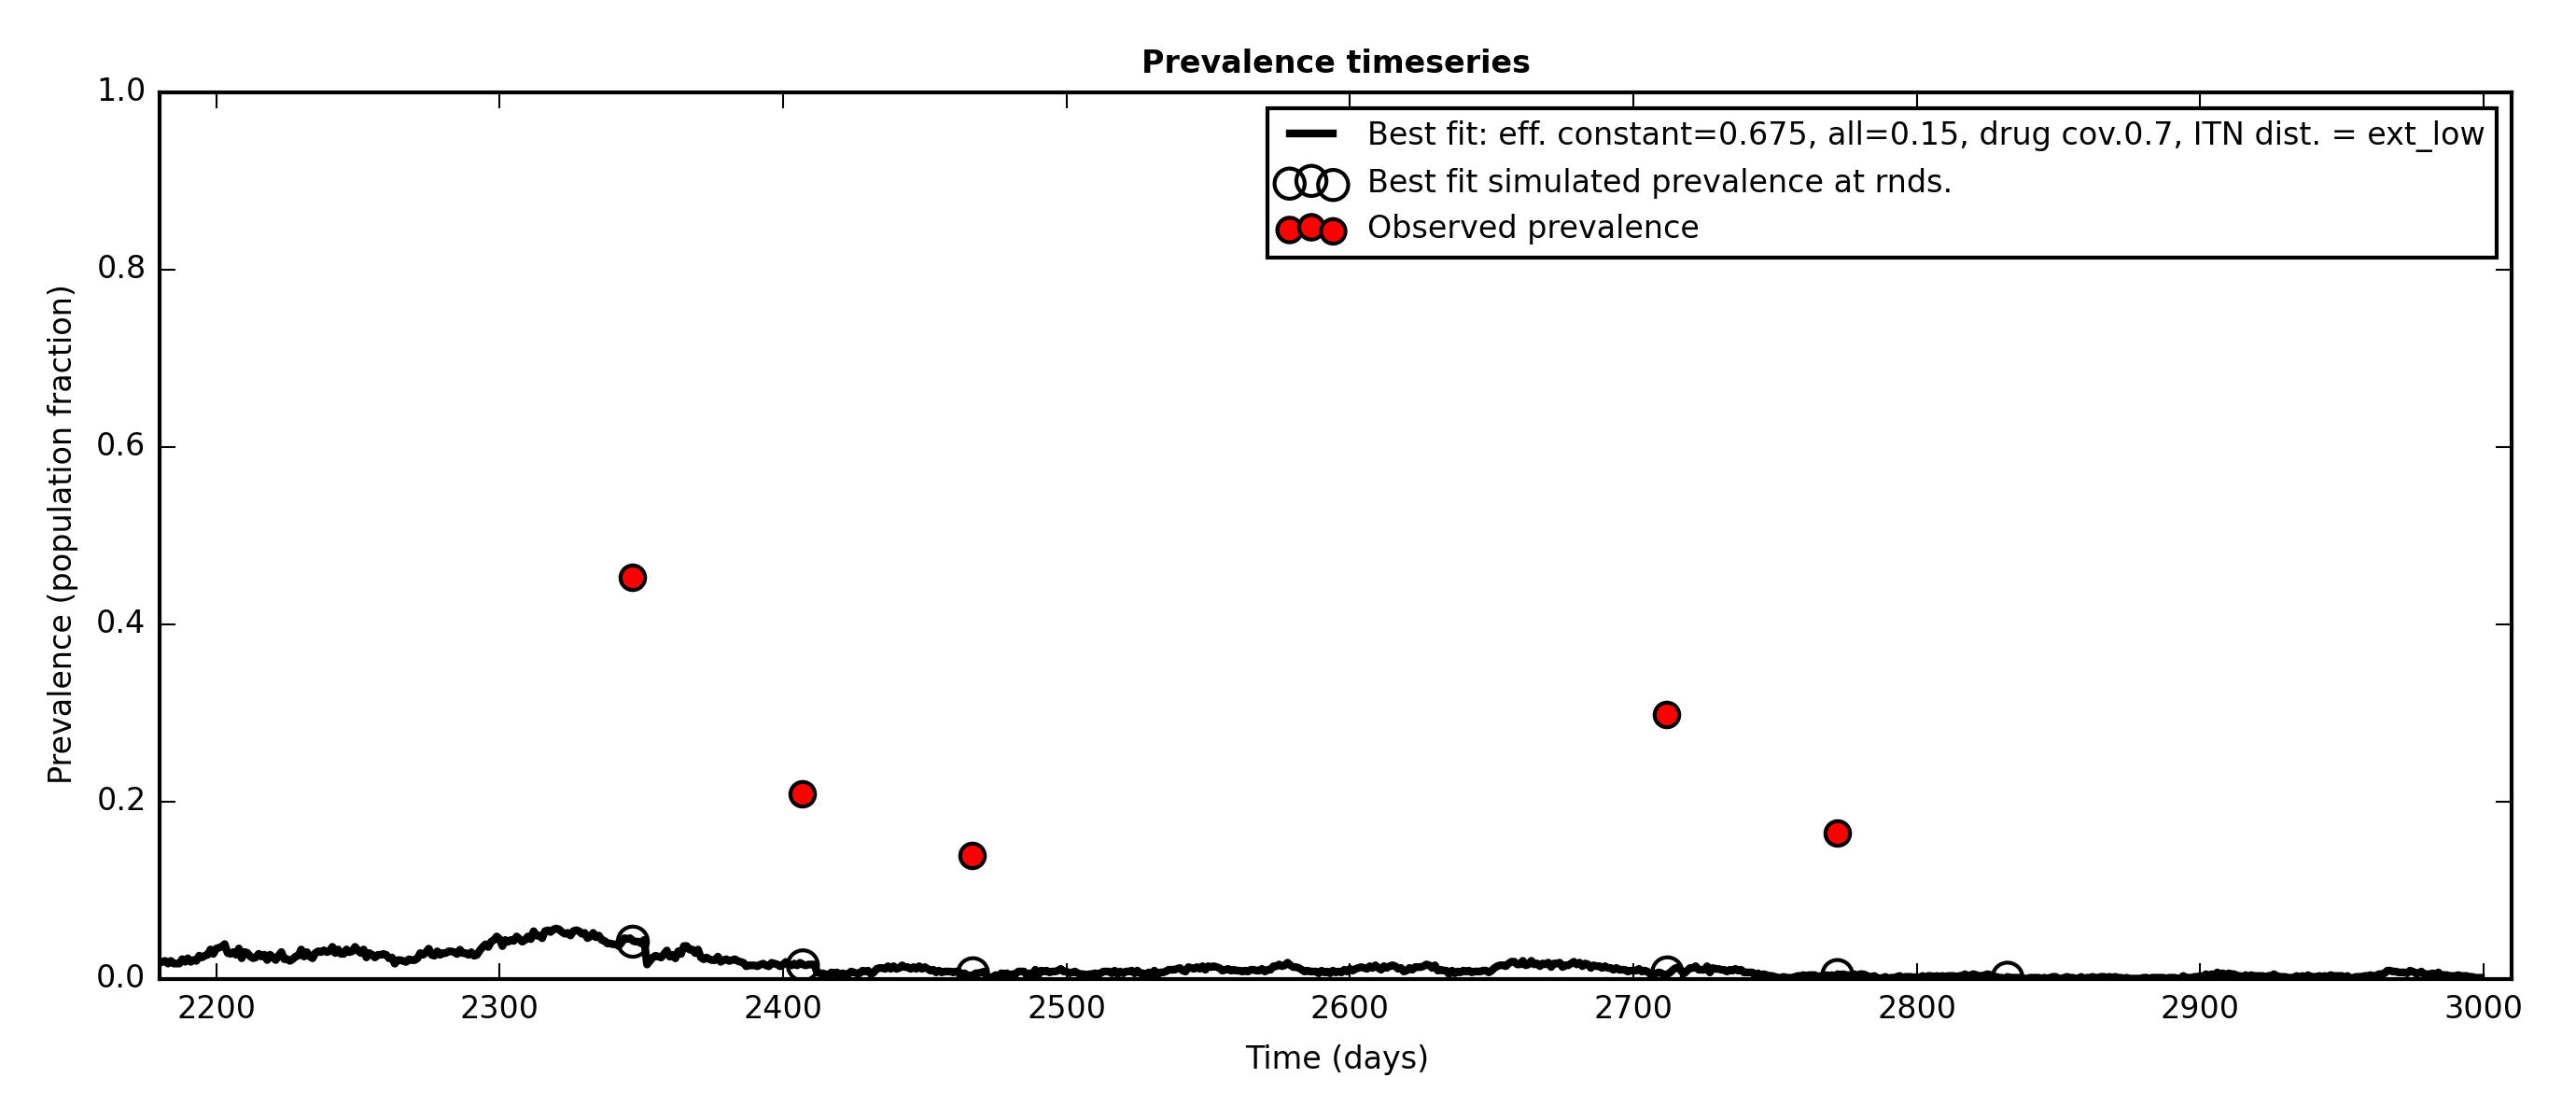 Prevalence timeseries
1.0
0.8
0.6
0.4
0.2
0.0
Prevalence (population fraction)
Best fit: eff. constant=0.675, all=0.15, drug cov.0.7, ITN dist. = ext_low
Best fit simulated prevalence at rnds.
Observed prevalence
2200 2300 2400 2500 2600 2700 2800 2900 3000
Time (days)